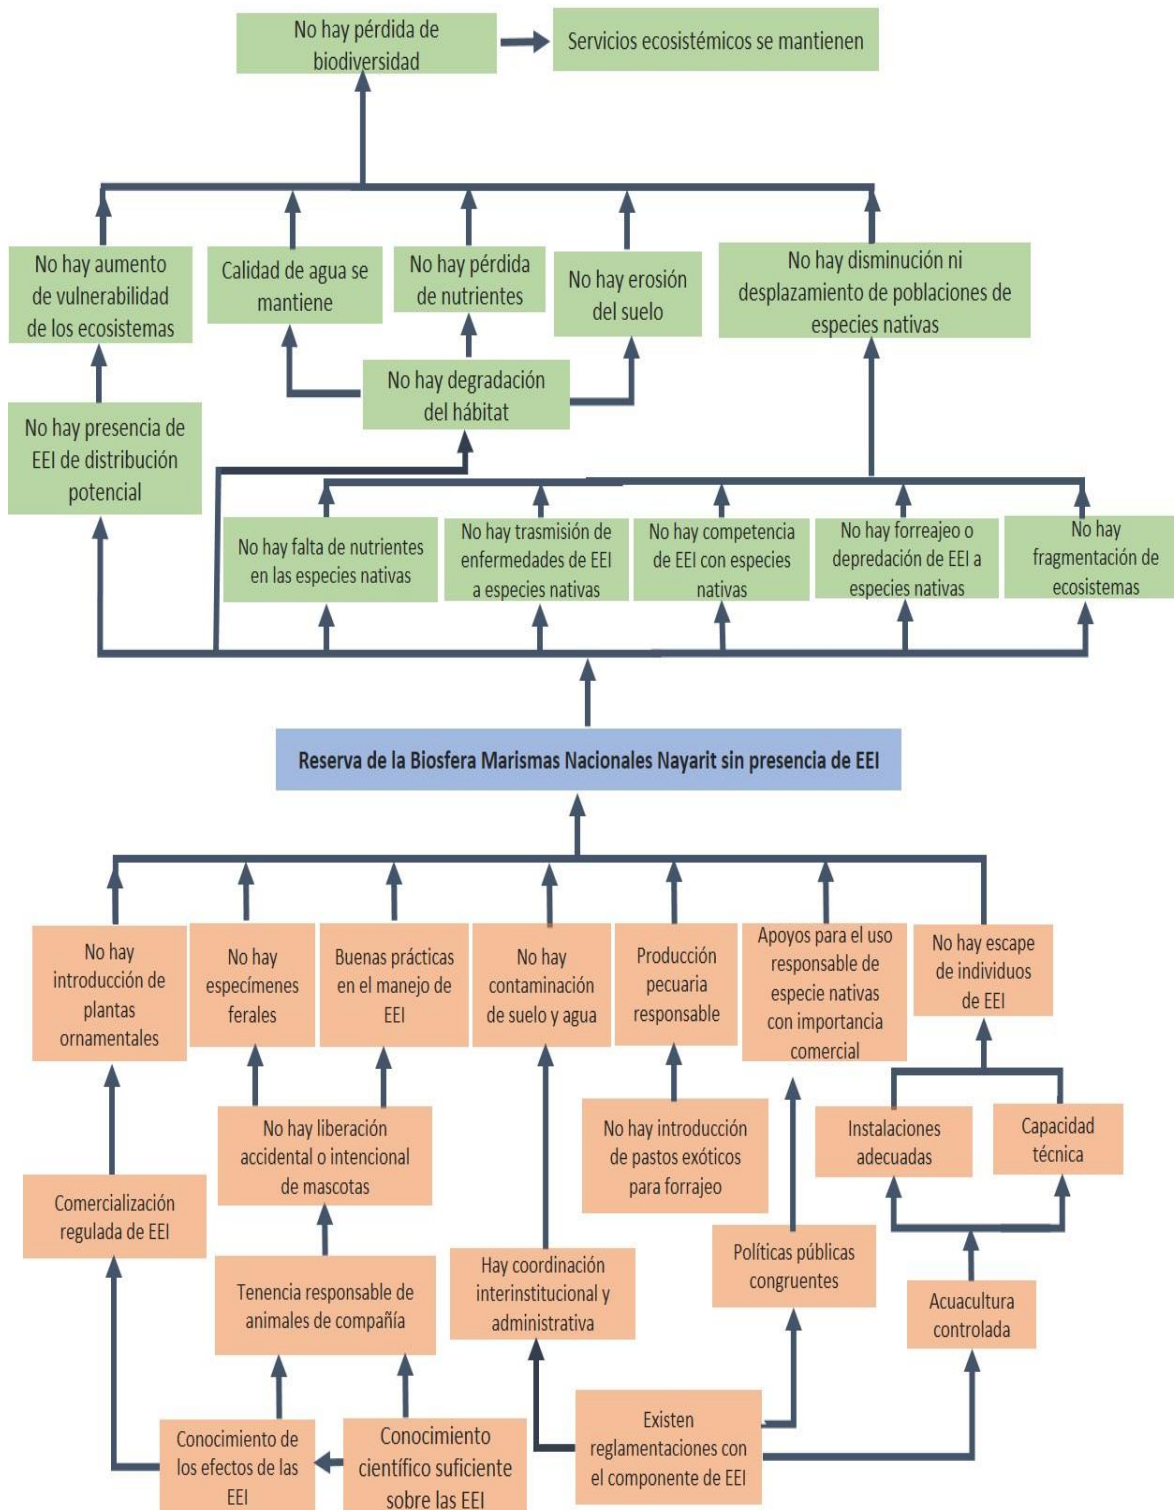 No hay pérdida de
biodiversidad
Servicios ecosistémicos se mantienen
No hay aumento
de vulnerabilidad
de los ecosistemas
Calidad de agua se
mantiene
No hay pérdida
de nutrientes
No hay erosión
del suelo
No hay disminución ni
desplazamiento de poblaciones de
especies nativas
No hay degradación
del hábitat
No hay presencia de
EEI de distribución
potencial
No hay falta de nutrientes
en las especies nativas
No hay trasmisión de
enfermedades de EEI
a especies nativas
No hay competencia
de EEI con especies
nativas
No hay forreajeo o
depredación de EEI a
especies nativas
No hay
fragmentación de
ecosistemas
Reserva de la Biosfera Marismas Nacionales Nayarit sin presencia de EEI
No hay
introducción de
plantas
ornamentales
No hay
especímenes
ferales
Buenas prácticas
en el manejo de
EEI
No hay
contaminación
de suelo y agua
Producción
pecuaria
responsable
Apoyos para el uso
responsable de
especie nativas
con importancia
comercial
No hay escape
de individuos
de EEI
No hay liberación
accidental o intencional
de mascotas
No hay introducción
de pastos exóticos
para forrajeo
Instalaciones
adecuadas
Capacidad
técnica
Comercialización
regulada de EEI
Tenencia responsable de
animales de compañía
Hay coordinación
interinstitucional y
administrativa
Políticas públicas
congruentes
Acuacultura
controlada
Conocimiento de
los efectos de las
EEI
Conocimiento
científico suficiente
sobre las EEI
Existen
reglamentaciones con
el componente de EEI